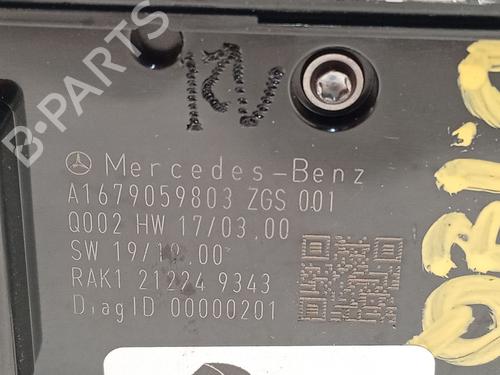 Mercedes-Benz
A1679059803 ZGS 001
Q002 HW 17/03.00
SW 19/10.00
RAK1 21224 9343
DiagID 00000201
B-PARTS